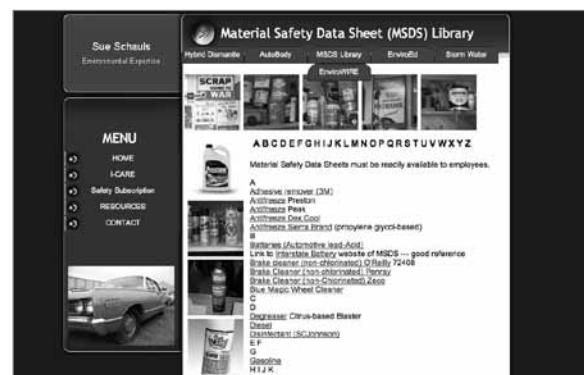 Sue Schauls
Environmental Expertise
Material Safety Data Sheet (MSDS) Library
Hybrid Dismantle
AutoBody
MSDS Library
EnviroEd
Storm Water
EnviroWIRE
SCRAP
WAR
MENU
HOME
I-CARE
Safety Subscription
RESOURCES
CONTACT
A B C D E F G H I J K L M N O P Q R S T U V W X Y Z
Material Safety Data Sheets must be readily available to employees.
A
Adhesive remover (3M)
Antifreeze Preston
Antifreeze Peak
Antifreeze Dex Cool
Antifreeze Sierra Brand (propylene glycol-based)
B
Batteries (Automotive lead-Acid)
Link to Interstate Battery website of MSDS --- good reference
Brake cleaner (non-chlorinated) O'Reilly 72408
Brake Cleaner (non-chlorinated) Penray
Brake Cleaner (non-Chlorinated) Zeco
Blue Magic Wheel Cleaner
C
D
Degreaser Citrus-based Blaster
Diesel
Disinfectant (SCJohnson)
E F
G
Gasoline
H I J K